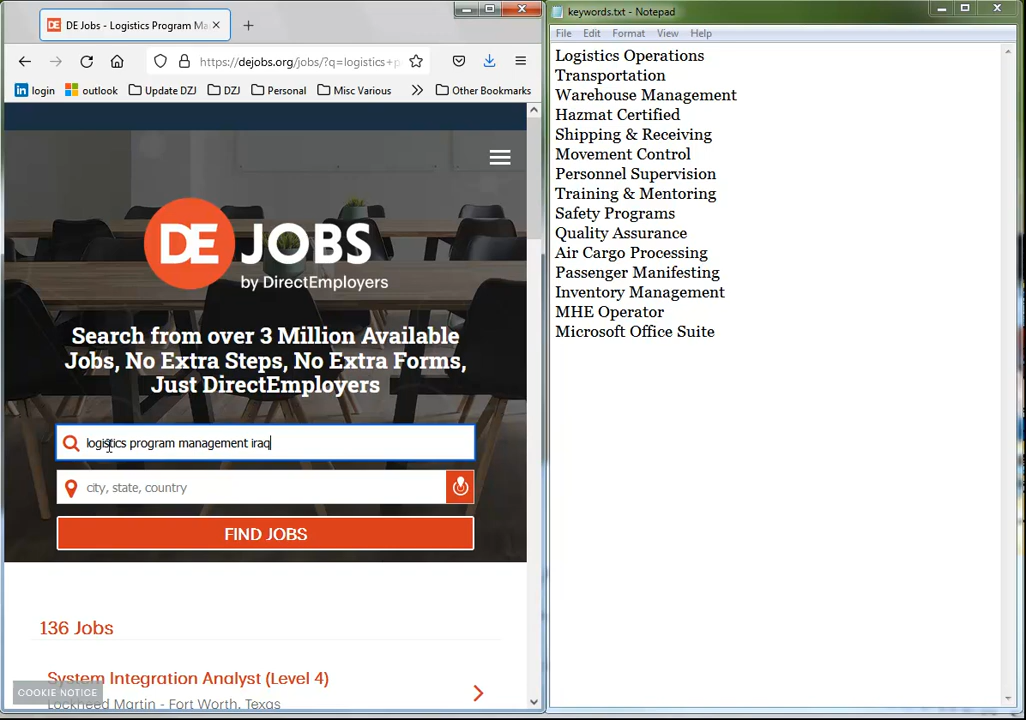 DE Jobs - Logistics Program Ma
https://dejobs.org/jobs/?q=logistics+p
login
outlook
Update DZJ
DZJ
Personal
Misc Various
Other Bookmarks
DE JOBS
by DirectEmployers
Search from over 3 Million Available
Jobs, No Extra Steps, No Extra Forms,
Just DirectEmployers
logistics program management iraq
city, state, country
FIND JOBS
136 Jobs
System Integration Analyst (Level 4)
Lockheed Martin - Fort Worth, Texas
COOKIE NOTICE
keywords.txt - Notepad
File Edit Format View Help
Logistics Operations
Transportation
Warehouse Management
Hazmat Certified
Shipping & Receiving
Movement Control
Personnel Supervision
Training & Mentoring
Safety Programs
Quality Assurance
Air Cargo Processing
Passenger Manifesting
Inventory Management
MHE Operator
Microsoft Office Suite